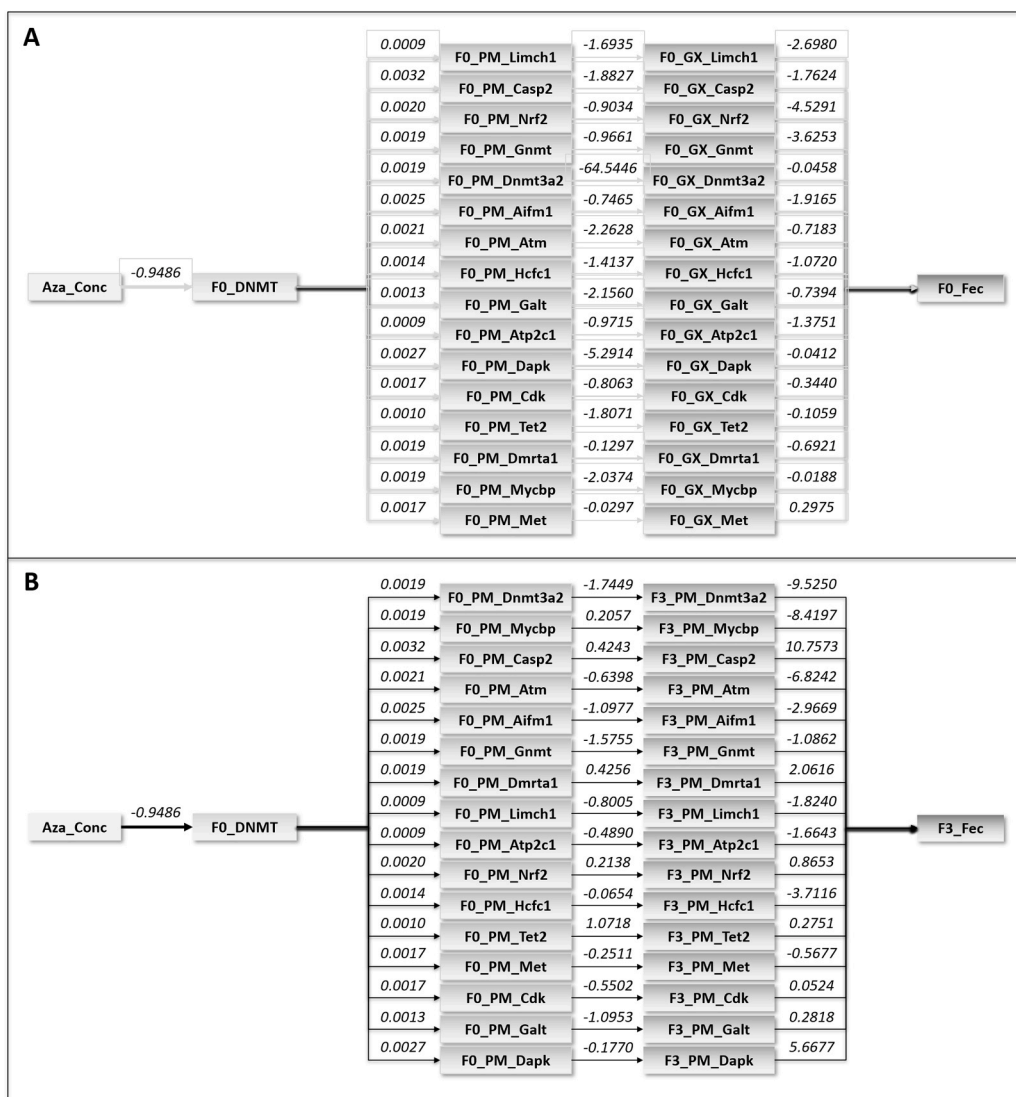 A
0.0009 -1.6935 -2.6980
F0_PM_Limch1 F0_GX_Limch1
0.0032 -1.8827 -1.7624
F0_PM_Casp2 F0_GX_Casp2
0.0020 -0.9034 -4.5291
F0_PM_Nrf2 F0_GX_Nrf2
0.0019 -0.9661 -3.6253
F0_PM_Gnmt F0_GX_Gnmt
0.0019 -64.5446 -0.0458
F0_PM_Dnmt3a2 F0_GX_Dnmt3a2
0.0025 -0.7465 -1.9165
F0_PM_Aifm1 F0_GX_Aifm1
0.0021 -2.2628 -0.7183
F0_PM_Atm F0_GX_Atm
-0.9486 0.0014 -1.4137 -1.0720
F0_PM_Hcfc1 F0_GX_Hcfc1
Aza_Conc F0_DNMT F0_Fec
0.0013 -2.1560 -0.7394
F0_PM_Galt F0_GX_Galt
0.0009 -0.9715 -1.3751
F0_PM_Atp2c1 F0_GX_Atp2c1
0.0027 -5.2914 -0.0412
F0_PM_Dapk F0_GX_Dapk
0.0017 -0.8063 -0.3440
F0_PM_Cdk F0_GX_Cdk
0.0010 -1.8071 -0.1059
F0_PM_Tet2 F0_GX_Tet2
0.0019 -0.1297 -0.6921
F0_PM_Dmrta1 F0_GX_Dmrta1
0.0019 -2.0374 -0.0188
F0_PM_Mycbp F0_GX_Mycbp
0.0017 -0.0297 0.2975
F0_PM_Met F0_GX_Met
B
0.0019 -1.7449 -9.5250
F0_PM_Dnmt3a2 F3_PM_Dnmt3a2
0.0019 0.2057 -8.4197
F0_PM_Mycbp F3_PM_Mycbp
0.0032 0.4243 10.7573
F0_PM_Casp2 F3_PM_Casp2
0.0021 -0.6398 -6.8242
F0_PM_Atm F3_PM_Atm
0.0025 -1.0977 -2.9669
F0_PM_Aifm1 F3_PM_Aifm1
0.0019 -1.5755 -1.0862
F0_PM_Gnmt F3_PM_Gnmt
0.0019 0.4256 2.0616
F0_PM_Dmrta1 F3_PM_Dmrta1
-0.9486 0.0009 -0.8005 -1.8240
F0_PM_Limch1 F3_PM_Limch1
Aza_Conc F0_DNMT F3_Fec
0.0009 -0.4890 -1.6643
F0_PM_Atp2c1 F3_PM_Atp2c1
0.0020 0.2138 0.8653
F0_PM_Nrf2 F3_PM_Nrf2
0.0014 -0.0654 -3.7116
F0_PM_Hcfc1 F3_PM_Hcfc1
0.0010 1.0718 0.2751
F0_PM_Tet2 F3_PM_Tet2
0.0017 -0.2511 -0.5677
F0_PM_Met F3_PM_Met
0.0017 -0.5502 0.0524
F0_PM_Cdk F3_PM_Cdk
0.0013 -1.0953 0.2818
F0_PM_Galt F3_PM_Galt
0.0027 -0.1770 5.6677
F0_PM_Dapk F3_PM_Dapk